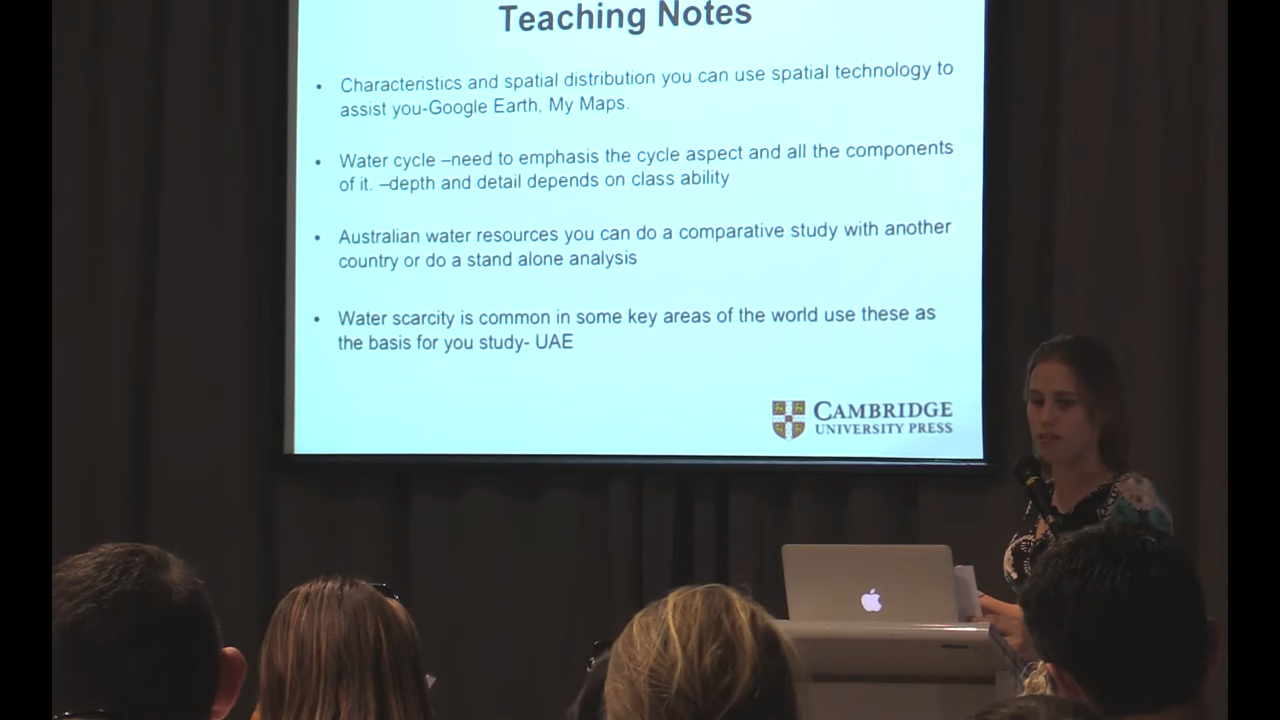 Teaching Notes
• Characteristics and spatial distribution you can use spatial technology to
assist you-Google Earth, My Maps.
• Water cycle –need to emphasis the cycle aspect and all the components
of it. –depth and detail depends on class ability
• Australian water resources you can do a comparative study with another
country or do a stand alone analysis
• Water scarcity is common in some key areas of the world use these as
the basis for you study- UAE
CAMBRIDGE
UNIVERSITY PRESS